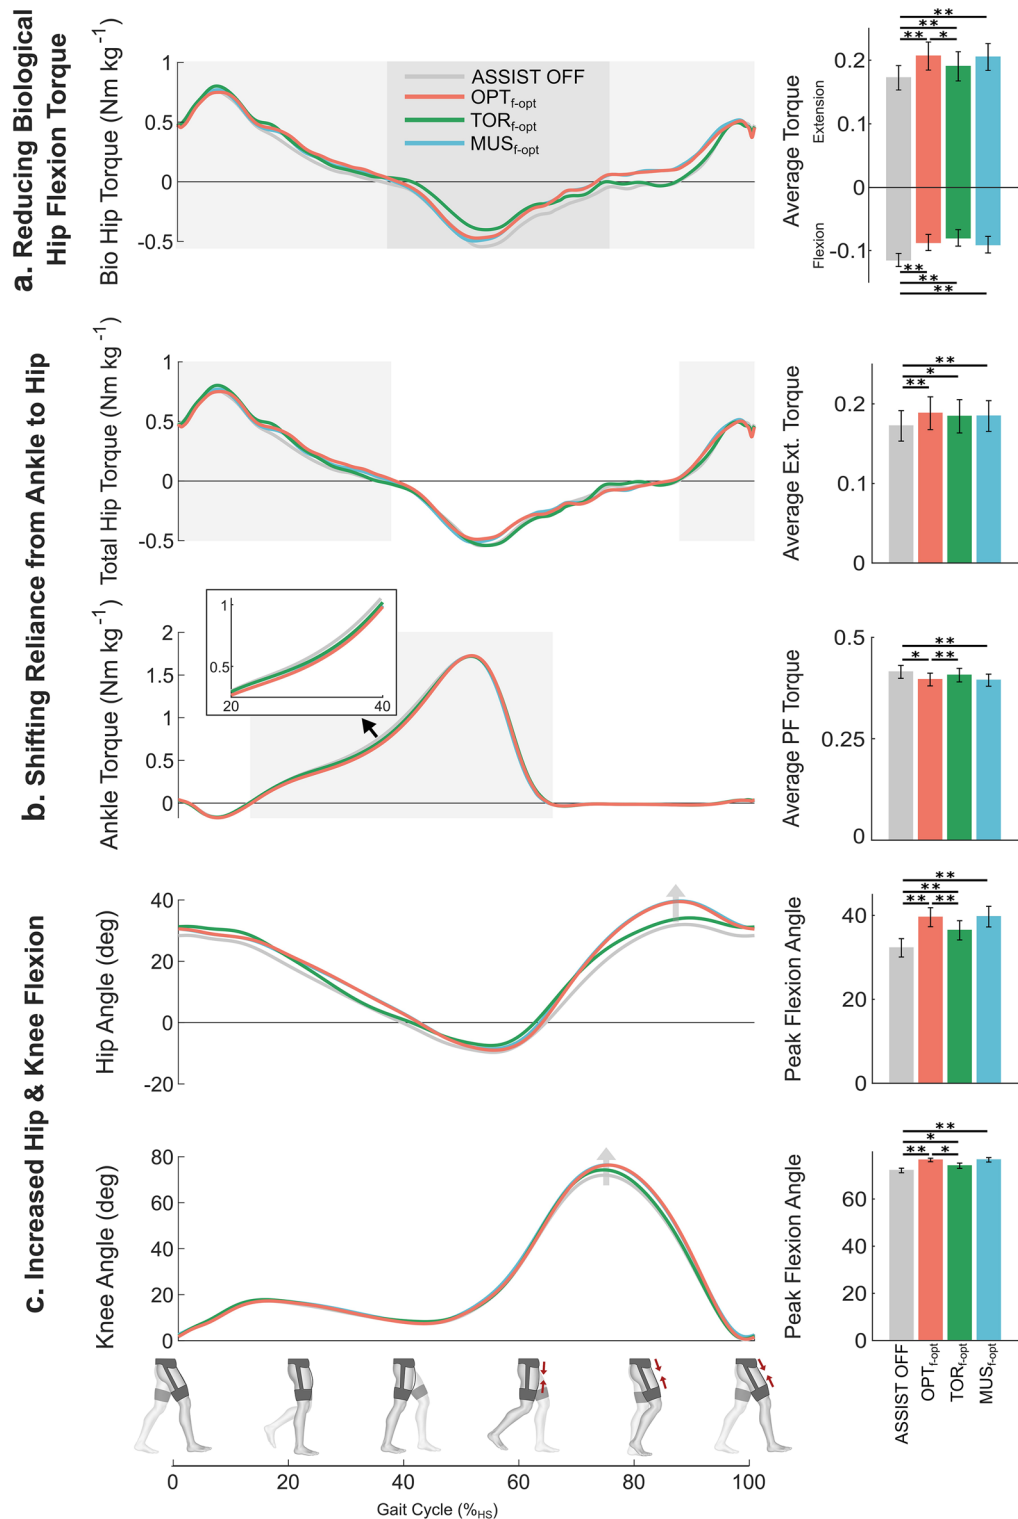 a. Reducing Biological
Hip Flexion Torque
Bio Hip Torque (Nm kg⁻¹)
1
0.5
0
-0.5
ASSIST OFF
OPTf-opt
TORf-opt
MUSf-opt
Average Torque
Flexion
Extension
0.2
0.1
0
-0.1
**
**
** *
**
**
**
b. Shifting Reliance from Ankle to Hip
Total Hip Torque (Nm kg⁻¹)
1
0.5
0
-0.5
Average Ext. Torque
0.2
0.1
0
**
*
**
Ankle Torque (Nm kg⁻¹)
2
1.5
1
0.5
0
1
0.5
20 40
Average PF Torque
0.5
0.25
0
**
* **
c. Increased Hip & Knee Flexion
Hip Angle (deg)
40
20
0
-20
Peak Flexion Angle
40
20
0
**
**
** **
Knee Angle (deg)
80
60
40
20
0
Peak Flexion Angle
60
40
20
0
**
*
** *
ASSIST OFF
OPTf-opt
TORf-opt
MUSf-opt
0 20 40 60 80 100
Gait Cycle (%HS)